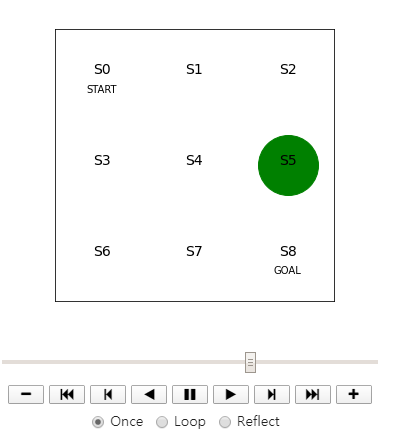 S0 S1 S2
START
S3 S4 S5
S6 S7 S8
GOAL
Once Loop Reflect